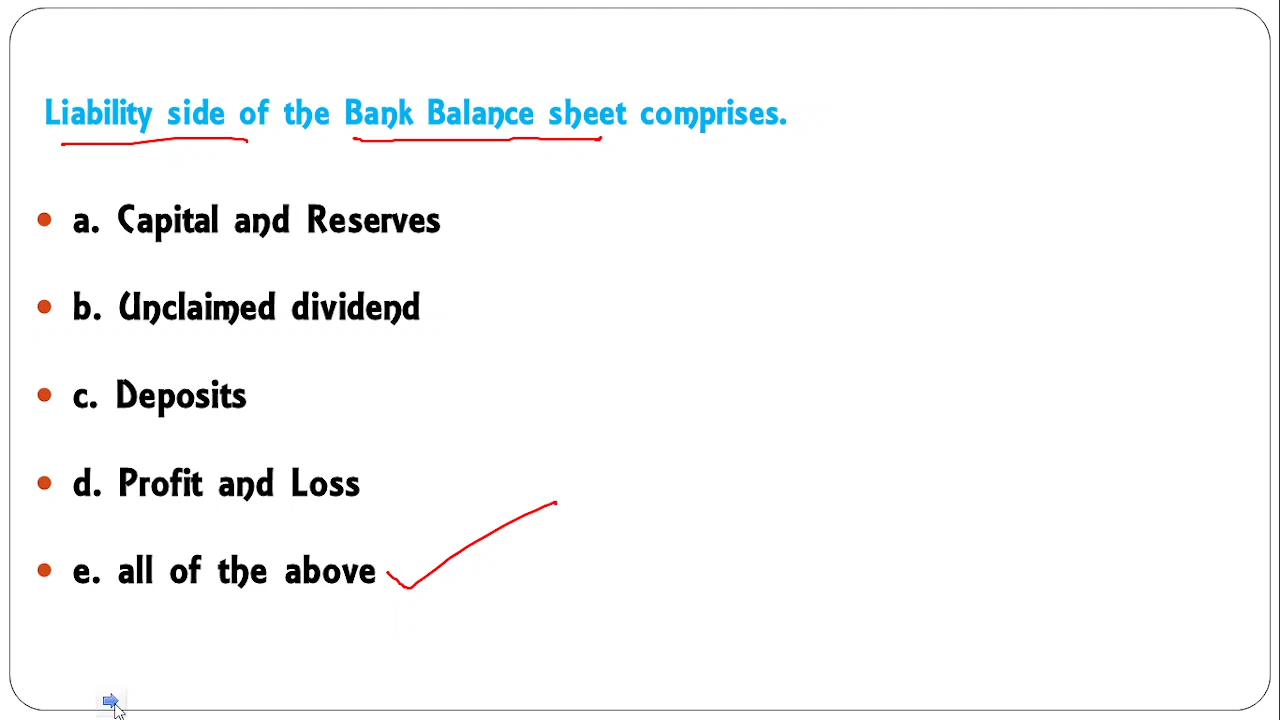 Liability side of the Bank Balance sheet comprises.
a. Capital and Reserves
b. Unclaimed dividend
c. Deposits
d. Profit and Loss
e. all of the above